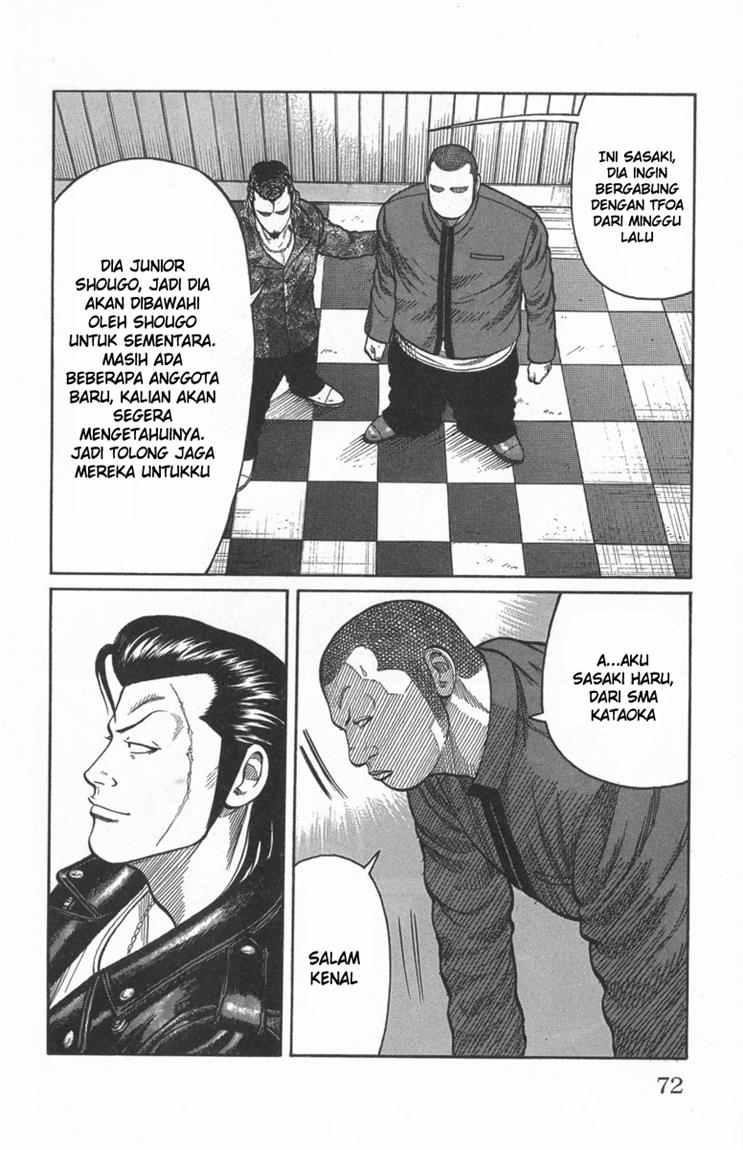 INI SASAKI,
DIA INGIN
BERGABUNG
DENGAN TFOA
DARI MINGGU
LALU
DIA JUNIOR
SHOUGO, JADI DIA
AKAN DIBAWAHI
OLEH SHOUGO
UNTUK SEMENTARA.
MASIH ADA
BEBERAPA ANGGOTA
BARU, KALIAN AKAN
SEGERA
MENGETAHUINYA.
JADI TOLONG JAGA
MEREKA UNTUKKU
A...AKU
SASAKI HARU,
DARI SMA
KATAOKA
SALAM
KENAL
72